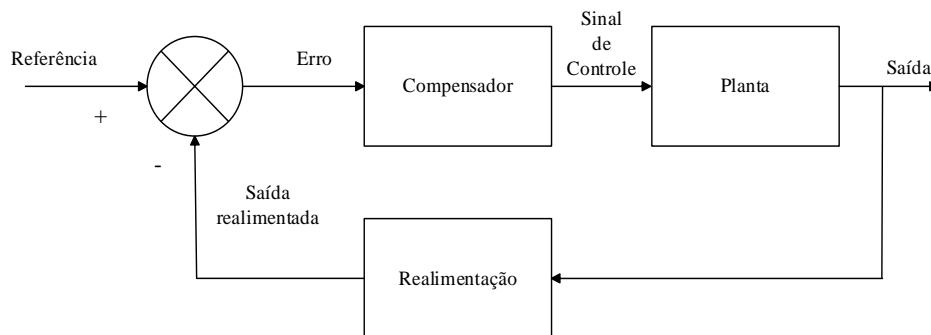 Referência
+
-
Erro
Compensador
Sinal
de
Controle
Planta
Saída
Saída
realimentada
Realimentação